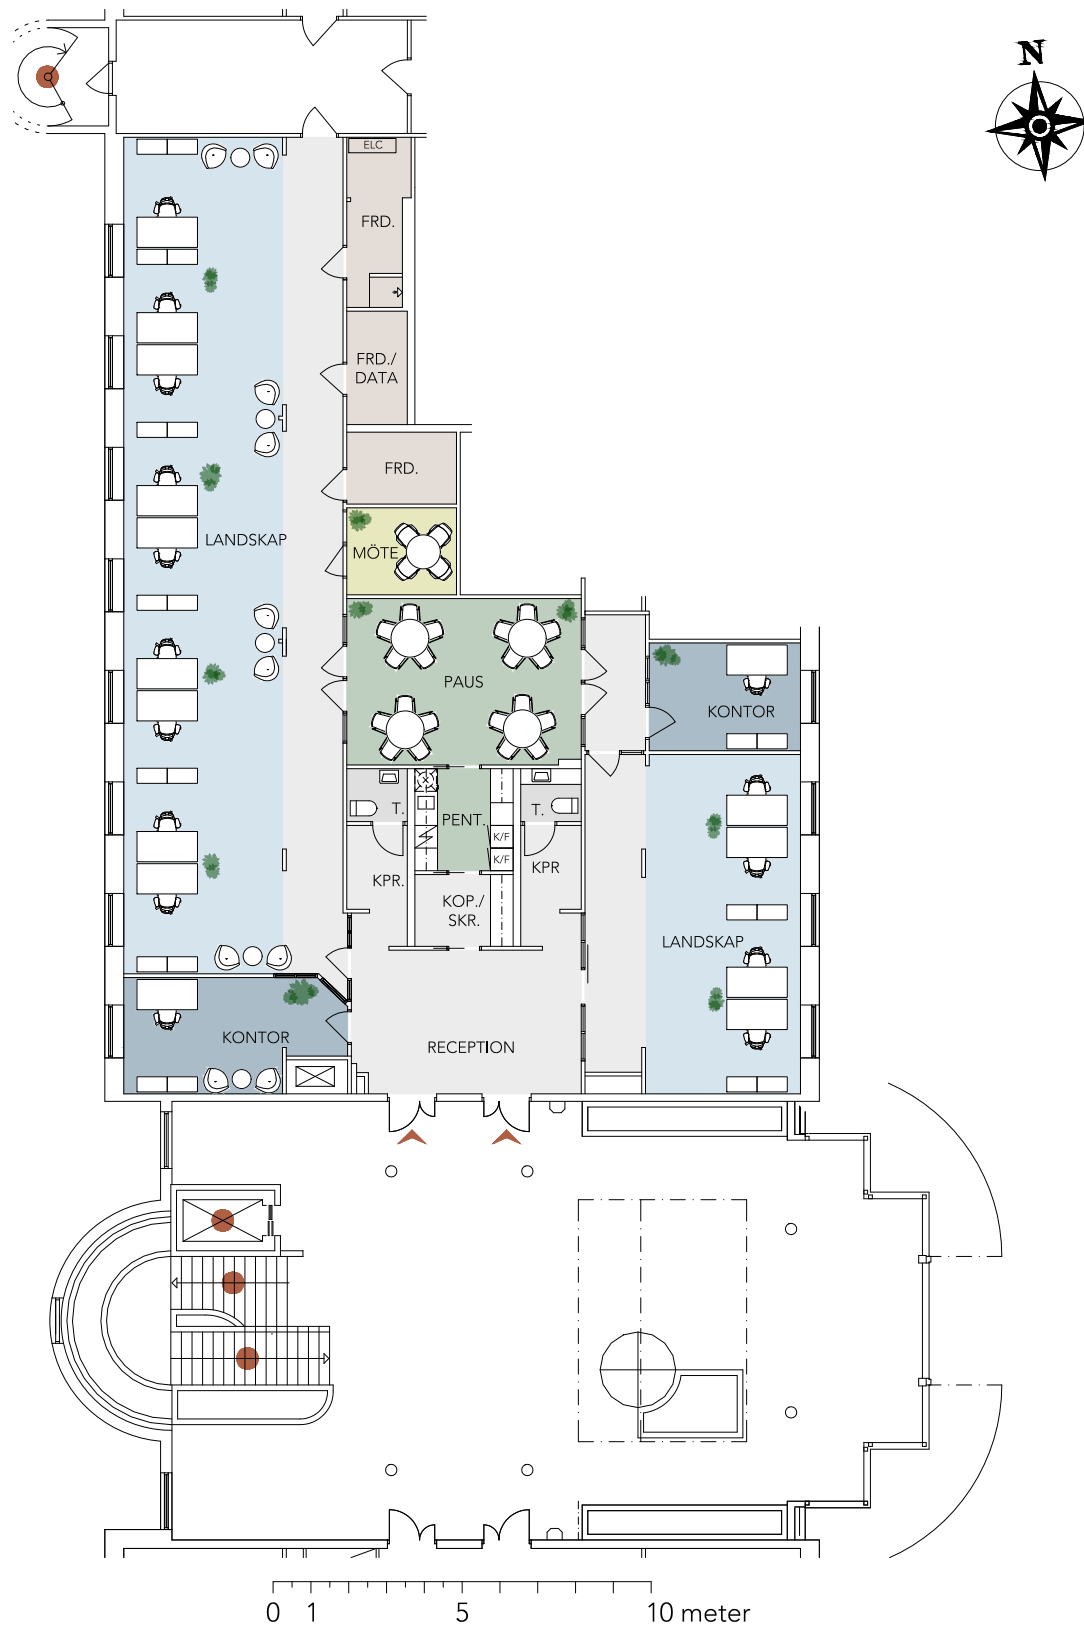 N
ELC
FRD.
FRD./
DATA
FRD.
LANDSKAP
MÖTE
PAUS
KONTOR
T.
PENT.
T.
K/F
K/F
KPR.
KPR
KOP./
SKR.
LANDSKAP
KONTOR
RECEPTION
0 1 5 10 meter